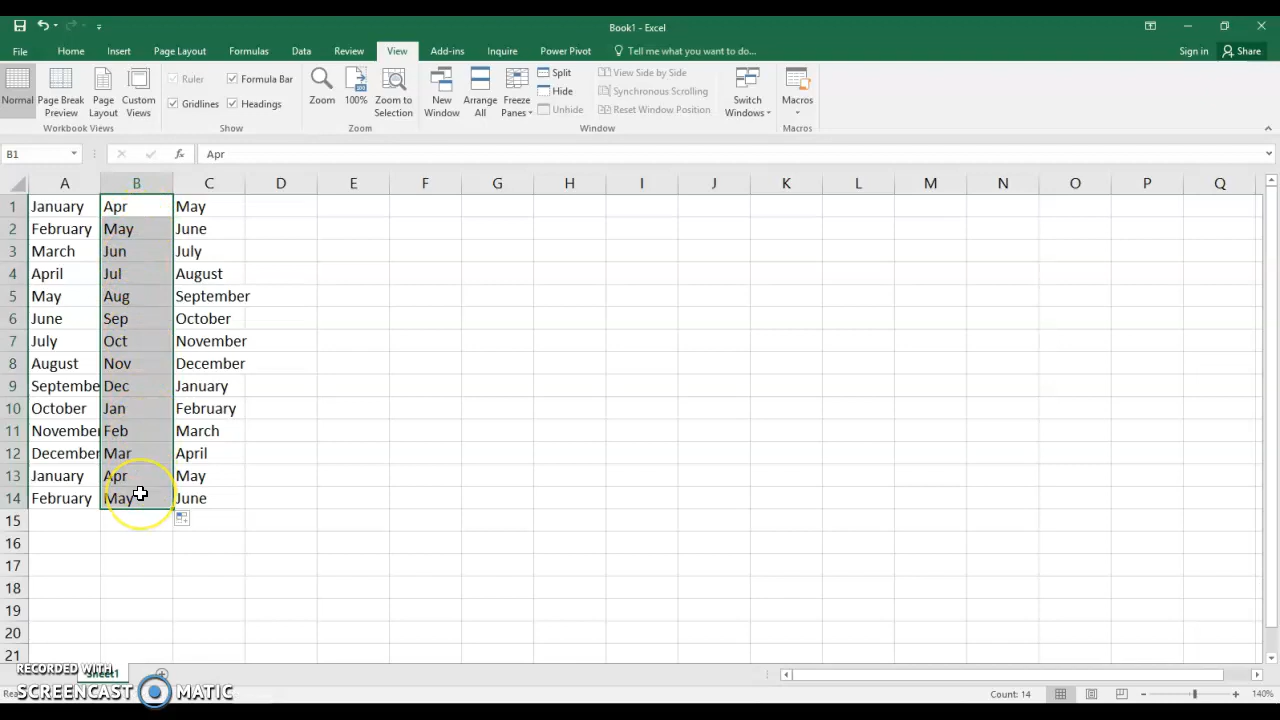 Book1 - Excel
File Home Insert Page Layout Formulas Data Review View Add-ins Inquire Power Pivot Tell me what you want to do... Sign in Share
Normal Page Break Preview Page Layout Custom Views
Workbook Views
Ruler Formula Bar
Gridlines Headings
Show
Zoom 100% Zoom to Selection
Zoom
New Window Arrange All Freeze Panes
Split
Hide
Unhide
View Side by Side
Synchronous Scrolling
Reset Window Position
Window
Switch Windows
Macros
Macros
B1 fx Apr
A B C D E F G H I J K L M N O P Q
1 January Apr May
2 February May June
3 March Jun July
4 April Jul August
5 May Aug September
6 June Sep October
7 July Oct November
8 August Nov December
9 Septembe Dec January
10 October Jan February
11 November Feb March
12 December Mar April
13 January Apr May
14 February May June
15
16
17
18
19
20
21
RECORDED WITH
SCREENCAST MATIC
Sheet1
Count: 14
140%